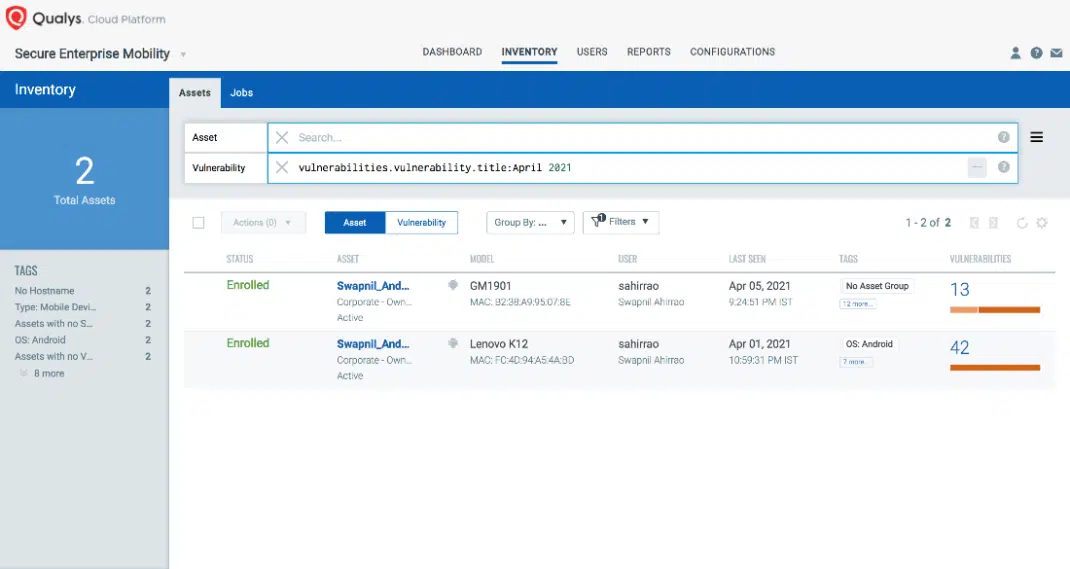 Qualys. Cloud Platform
Secure Enterprise Mobility
DASHBOARD INVENTORY USERS REPORTS CONFIGURATIONS
Inventory
Assets Jobs
2
Total Assets
Asset Search...
Vulnerability vulnerabilities.vulnerability.title:April 2021
Actions (0) Asset Vulnerability Group By: ... 1 Filters 1 - 2 of 2
TAGS
No Hostname 2
Type: Mobile Devi... 2
Assets with no S... 2
OS: Android 2
Assets with no V... 2
8 more
STATUS ASSET MODEL USER LAST SEEN TAGS VULNERABILITIES
Enrolled Swapnil_And... GM1901 sahirrao Apr 05, 2021 No Asset Group 13
Corporate - Own... MAC: B2:38:A9:95:07:8E Swapnil Ahirrao 9:24:51 PM IST 12 more...
Active
Enrolled Swapnil_And... Lenovo K12 sahirrao Apr 01, 2021 OS: Android 42
Corporate - Own... MAC: FC:4D:94:A5:4A:BD Swapnil Ahirrao 10:59:31 PM IST 7 more...
Active